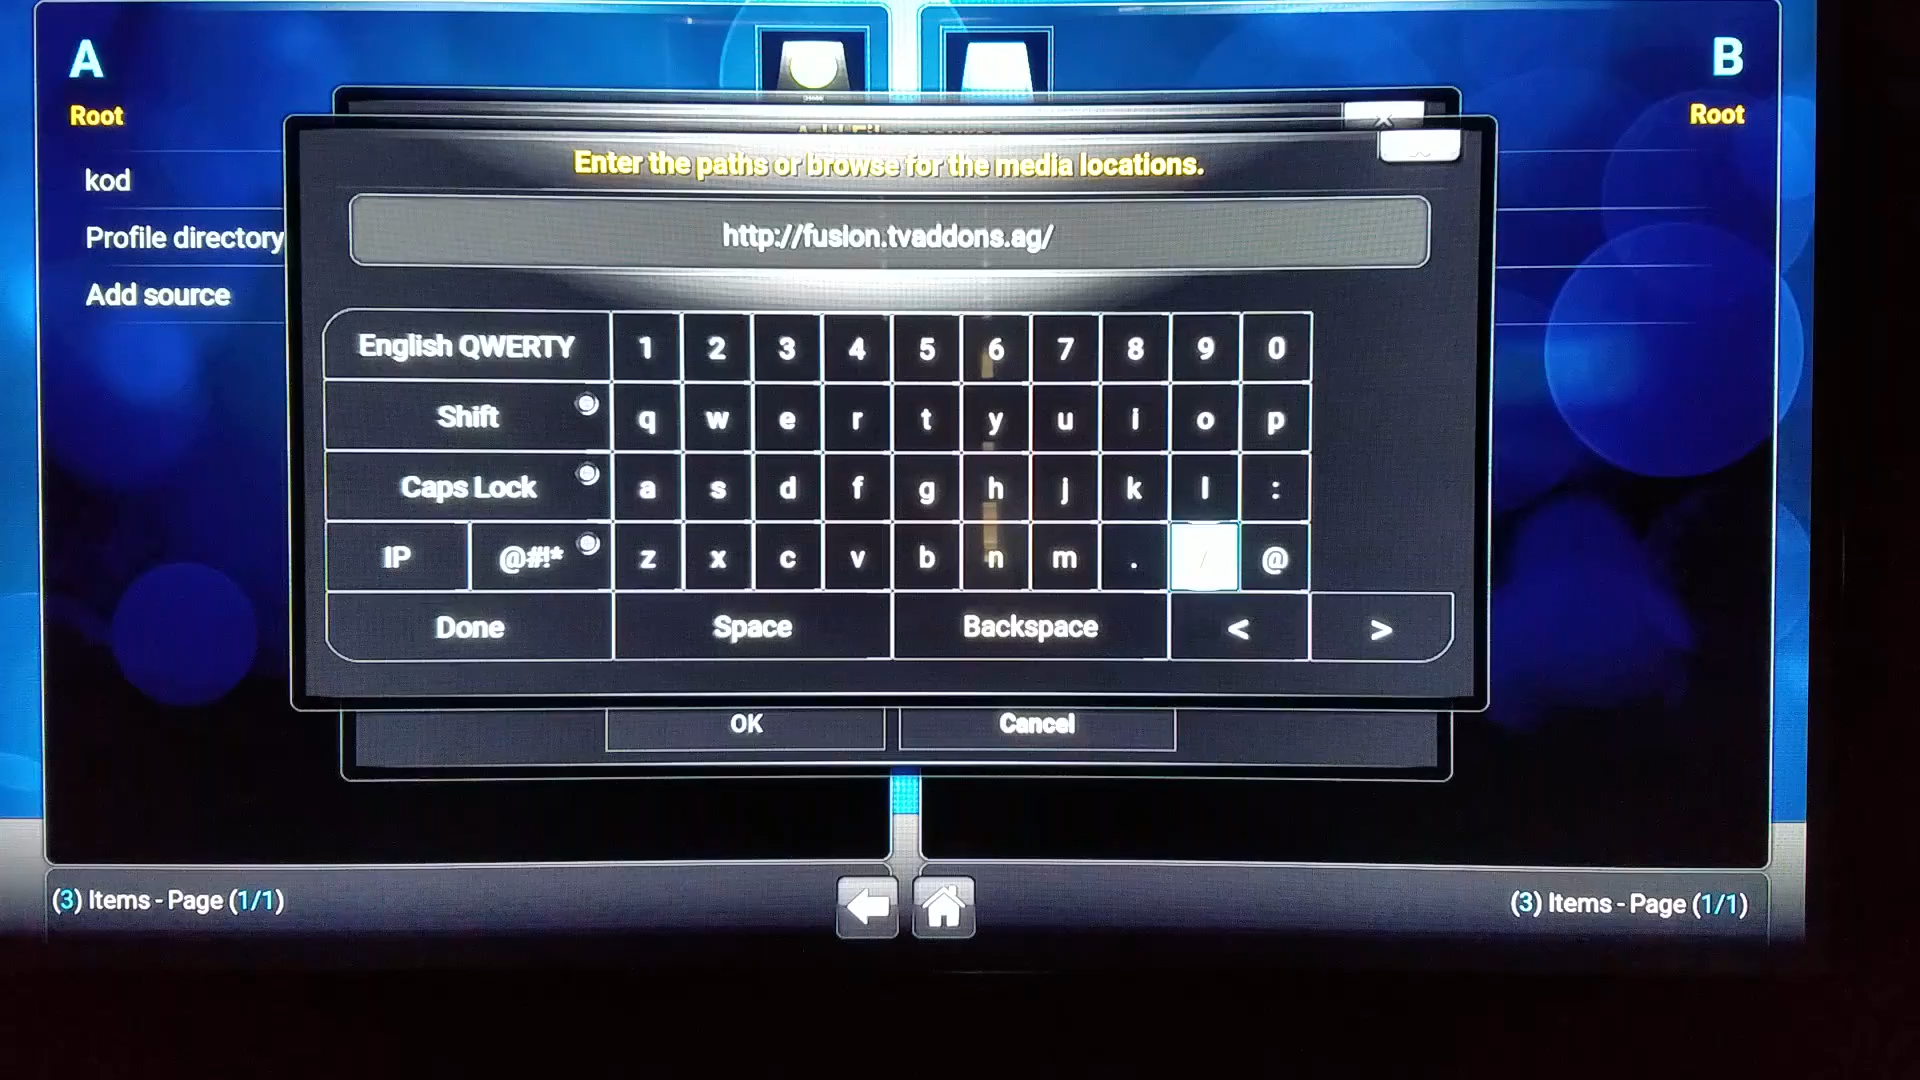 A
B
Root
Root
kod
Profile directory
Add source
Enter the paths or browse for the media locations.
http://fusion.tvaddons.ag/
English QWERTY 1 2 3 4 5 6 7 8 9 0
Shift q w e r t y u i o p
Caps Lock a s d f g h j k l :
IP @#!* z x c v b n m . / @
Done Space Backspace < >
OK Cancel
(3) Items - Page (1/1)
(3) Items - Page (1/1)